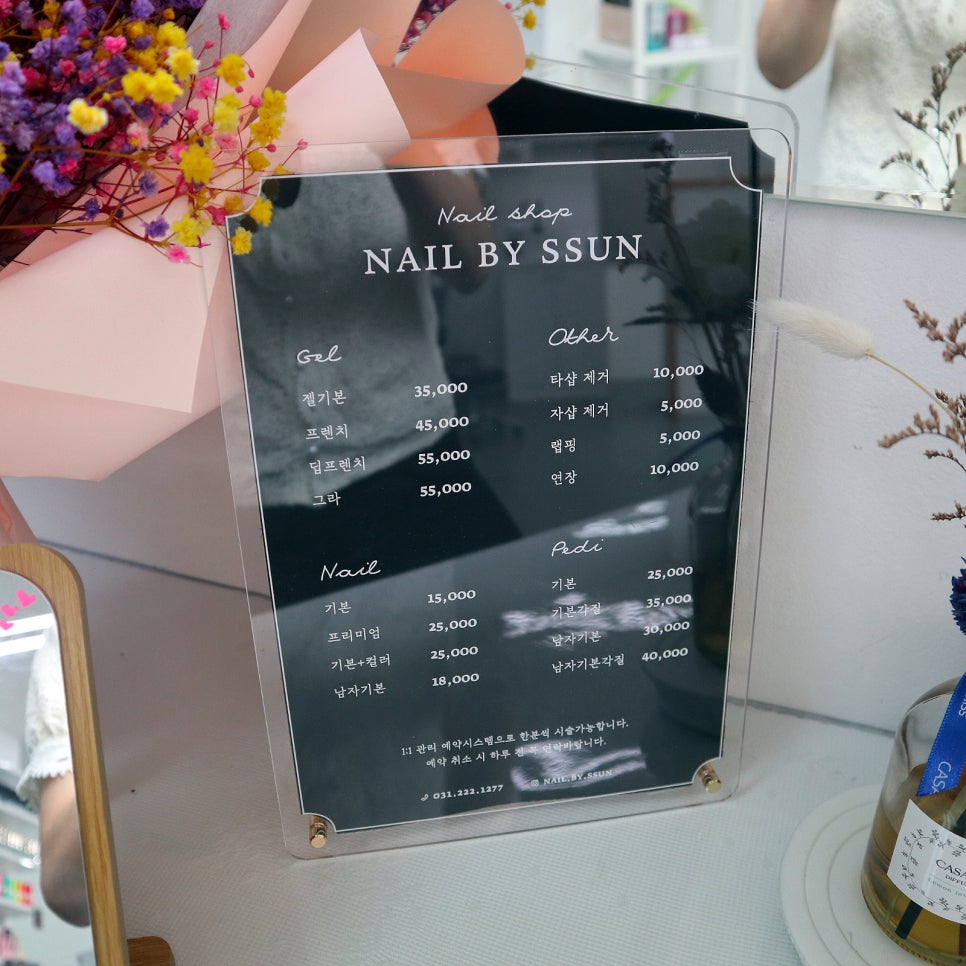 Nail shop
NAIL BY SSUN
Gel
젤기본 35,000
프렌치 45,000
딥프렌치 55,000
그라 55,000
Other
타샵 제거 10,000
자샵 제거 5,000
랩핑 5,000
연장 10,000
Nail
기본 15,000
프리미엄 25,000
기본+컬러 25,000
남자기본 18,000
Pedi
기본 25,000
기본각질 35,000
남자기본 30,000
남자기본각질 40,000
1:1 관리 예약시스템으로 한분씩 시술가능합니다.
예약 취소 시 하루 전 꼭 연락바랍니다.
031.222.1277
NAIL.BY.SSUN